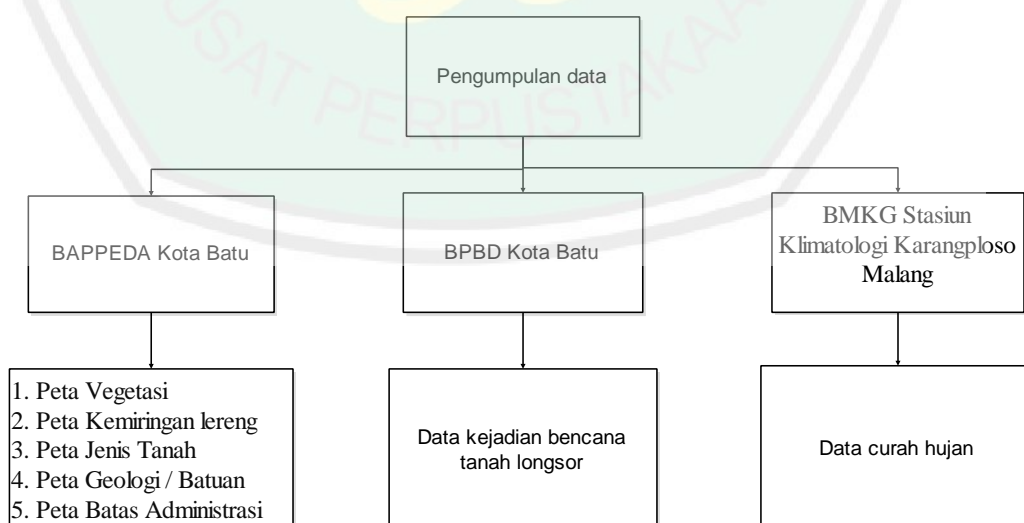 Pengumpulan data
BAPPEDA Kota Batu
BPBD Kota Batu
BMKG Stasiun
Klimatologi Karangploso
Malang
1. Peta Vegetasi
2. Peta Kemiringan lereng
3. Peta Jenis Tanah
4. Peta Geologi / Batuan
5. Peta Batas Administrasi
Data kejadian bencana
tanah longsor
Data curah hujan
PUSAT PERPUSTAKAAN